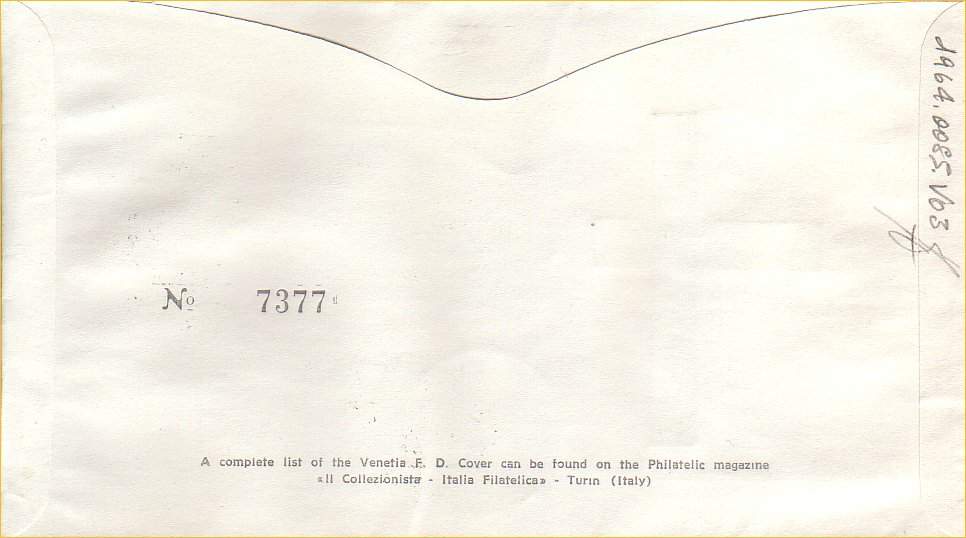 1964.0085.V03
Nº 7377
A complete list of the Venetia F. D. Cover can be found on the Philatelic magazine
«Il Collezionista - Italia Filatelica» - Turin (Italy)